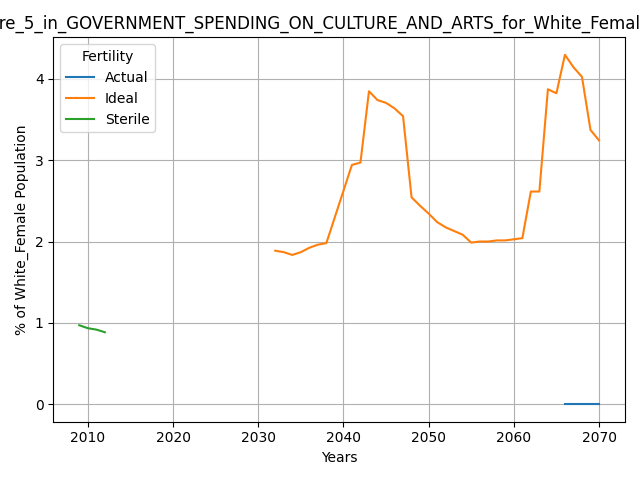 re_5_in_GOVERNMENT_SPENDING_ON_CULTURE_AND_ARTS_for_White_Femal
Fertility
Actual
Ideal
Sterile
% of White_Female Population
4
3
2
1
0
2010 2020 2030 2040 2050 2060 2070
Years